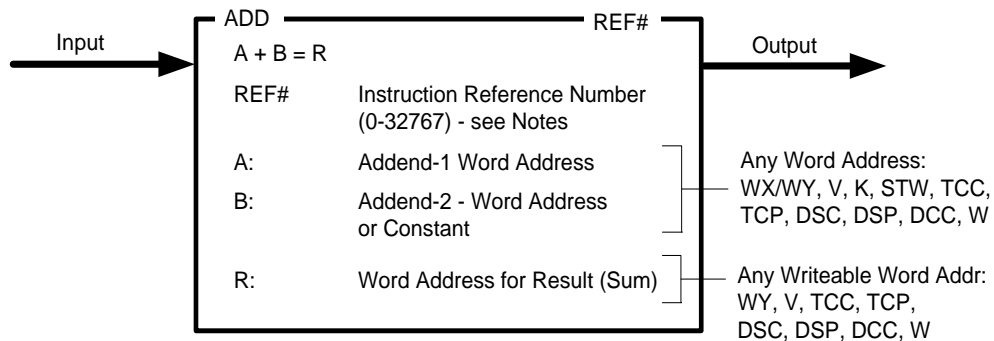 ADD
REF#
Input
Output
A + B = R
REF# Instruction Reference Number
(0-32767) - see Notes
A: Addend-1 Word Address
B: Addend-2 - Word Address
or Constant
Any Word Address:
WX/WY, V, K, STW, TCC,
TCP, DSC, DSP, DCC, W
R: Word Address for Result (Sum)
Any Writeable Word Addr:
WY, V, TCC, TCP,
DSC, DSP, DCC, W